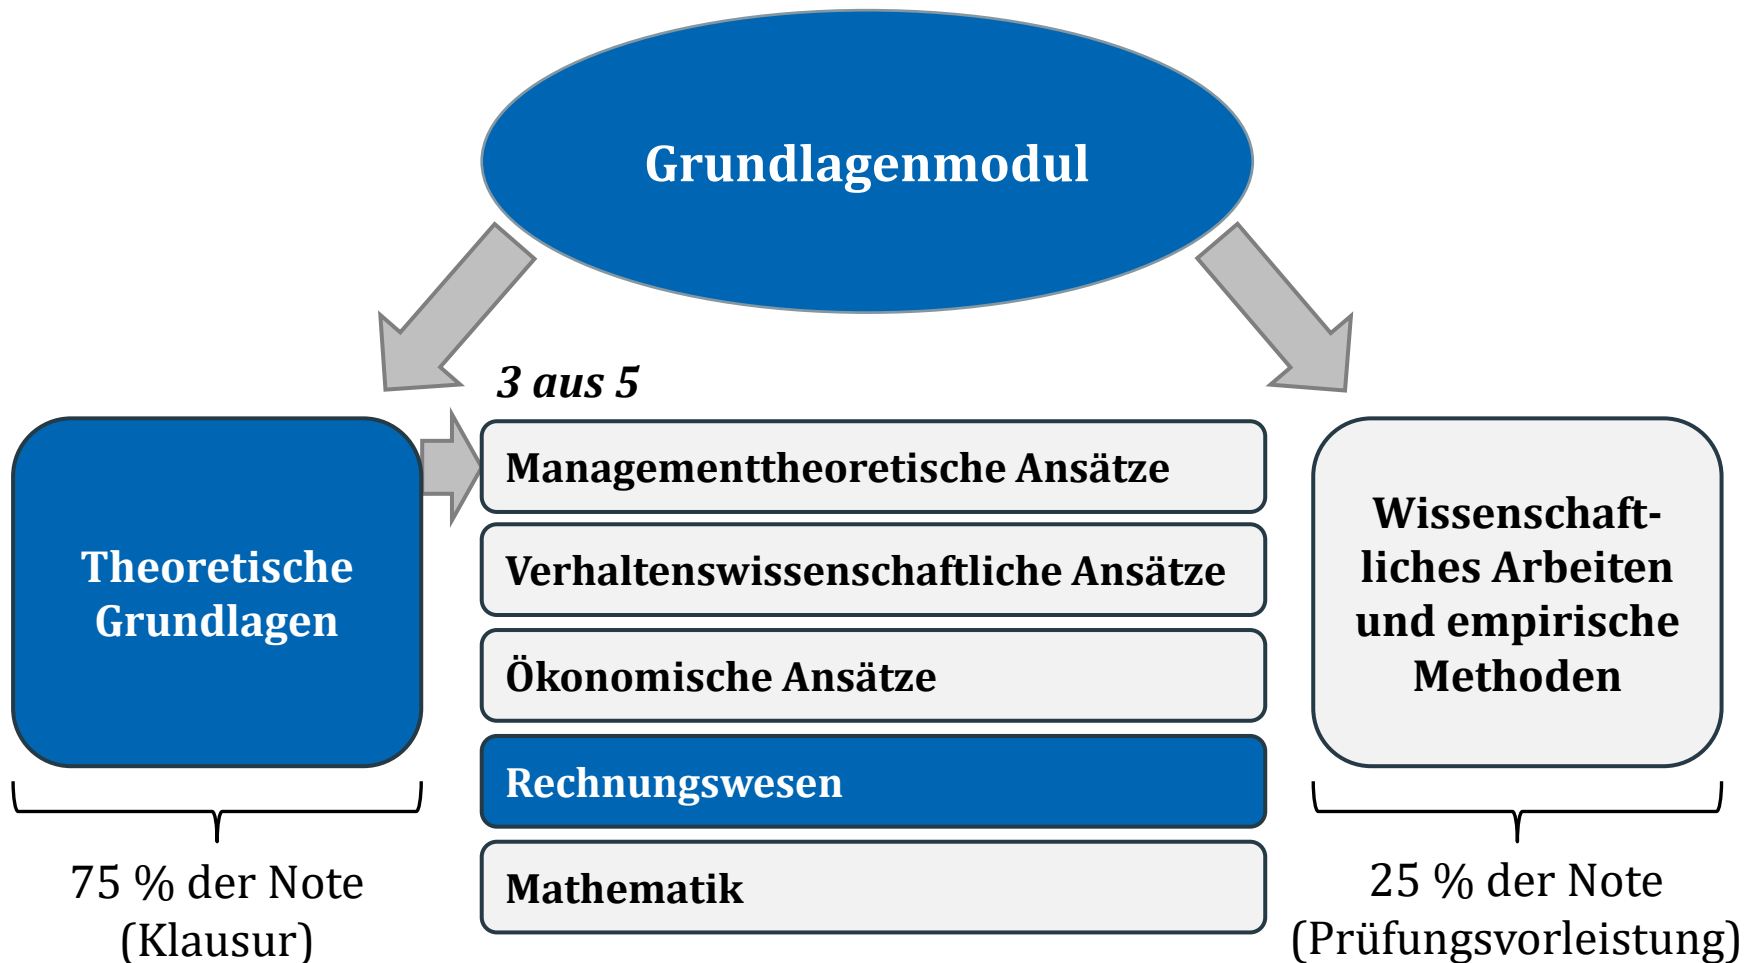 Grundlagenmodul
3 aus 5
Theoretische
Grundlagen
Managementtheoretische Ansätze
Verhaltenswissenschaftliche Ansätze
Ökonomische Ansätze
Rechnungswesen
Mathematik
Wissenschaft-
liches Arbeiten
und empirische
Methoden
75 % der Note
(Klausur)
25 % der Note
(Prüfungsvorleistung)